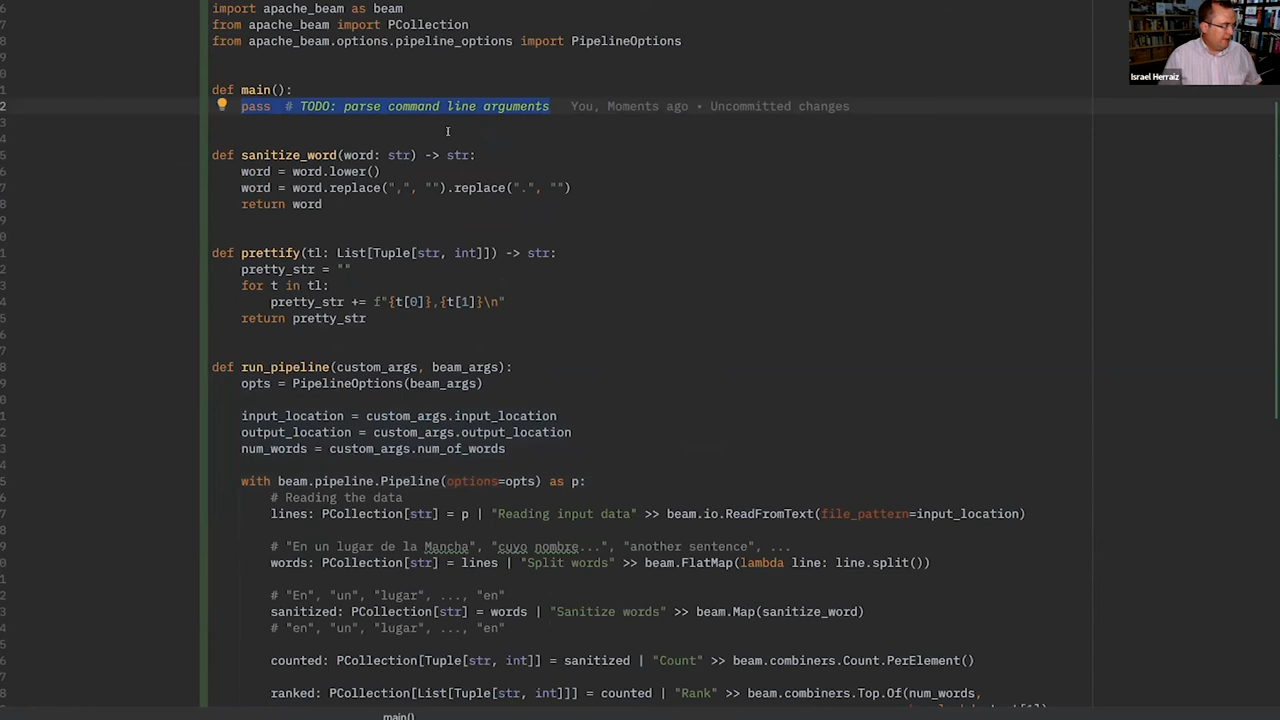 import apache_beam as beam
from apache_beam import PCollection
from apache_beam.options.pipeline_options import PipelineOptions
def main():
pass # TODO: parse command line arguments You, Moments ago • Uncommitted changes
def sanitize_word(word: str) -> str:
word = word.lower()
word = word.replace(",", "").replace(".", "")
return word
def prettify(tl: List[Tuple[str, int]]) -> str:
pretty_str = ""
for t in tl:
pretty_str += f"{t[0]},{t[1]}\n"
return pretty_str
def run_pipeline(custom_args, beam_args):
opts = PipelineOptions(beam_args)
input_location = custom_args.input_location
output_location = custom_args.output_location
num_words = custom_args.num_of_words
with beam.pipeline.Pipeline(options=opts) as p:
# Reading the data
lines: PCollection[str] = p | "Reading input data" >> beam.io.ReadFromText(file_pattern=input_location)
# "En un lugar de la Mancha", "cuyo nombre...", "another sentence", ...
words: PCollection[str] = lines | "Split words" >> beam.FlatMap(lambda line: line.split())
# "En", "un", "lugar", ..., "en"
sanitized: PCollection[str] = words | "Sanitize words" >> beam.Map(sanitize_word)
# "en", "un", "lugar", ..., "en"
counted: PCollection[Tuple[str, int]] = sanitized | "Count" >> beam.combiners.Count.PerElement()
ranked: PCollection[List[Tuple[str, int]]] = counted | "Rank" >> beam.combiners.Top.Of(num_words,
main()
Israel Herraiz